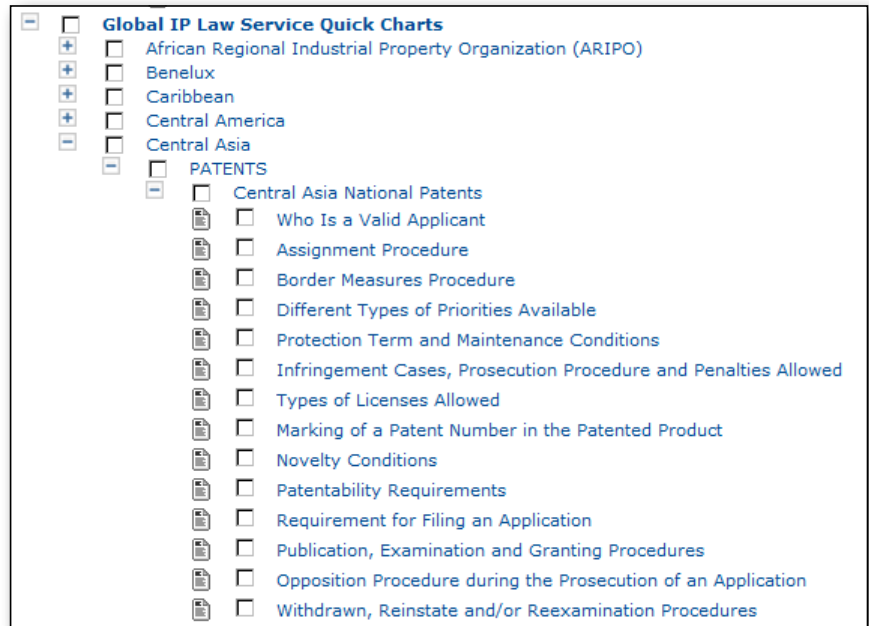 Global IP Law Service Quick Charts
African Regional Industrial Property Organization (ARIPO)
Benelux
Caribbean
Central America
Central Asia
PATENTS
Central Asia National Patents
Who Is a Valid Applicant
Assignment Procedure
Border Measures Procedure
Different Types of Priorities Available
Protection Term and Maintenance Conditions
Infringement Cases, Prosecution Procedure and Penalties Allowed
Types of Licenses Allowed
Marking of a Patent Number in the Patented Product
Novelty Conditions
Patentability Requirements
Requirement for Filing an Application
Publication, Examination and Granting Procedures
Opposition Procedure during the Prosecution of an Application
Withdrawn, Reinstate and/or Reexamination Procedures